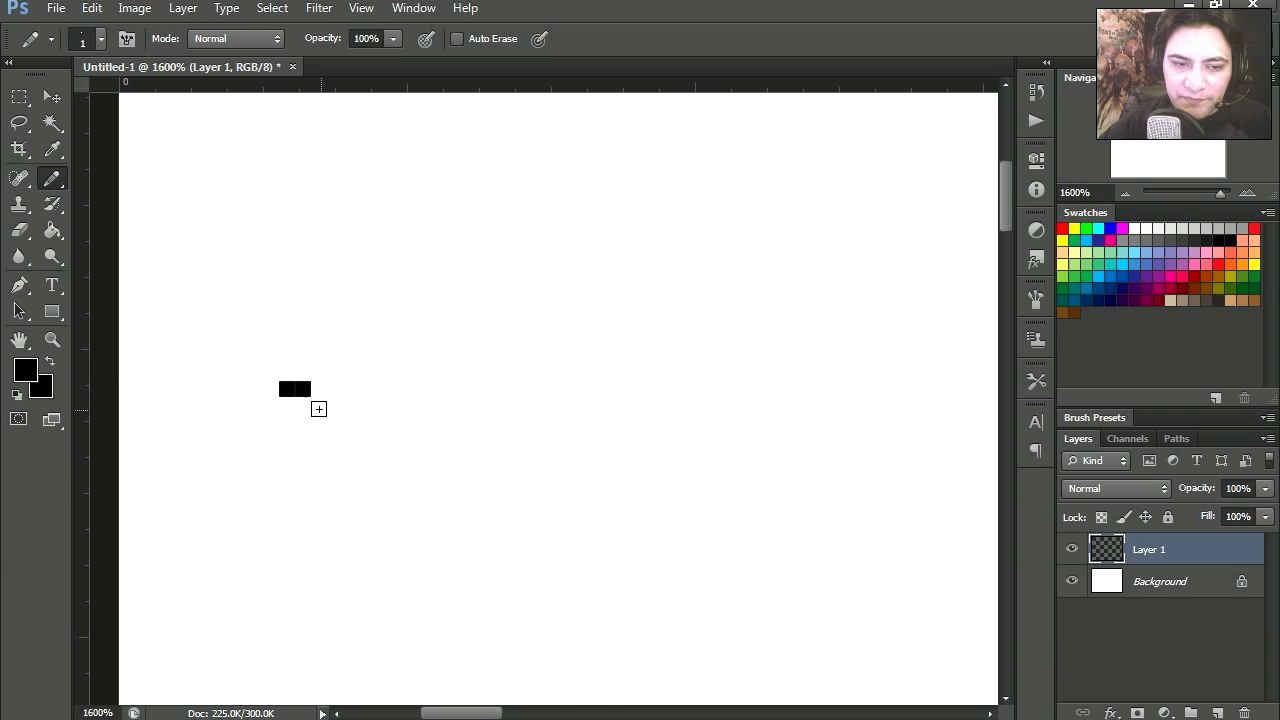 Ps File Edit Image Layer Type Select Filter View Window Help
1 Mode: Normal Opacity: 100% Auto Erase
Untitled-1 @ 1600% (Layer 1, RGB/8) * ×
0
Naviga
1600%
Swatches
Brush Presets
Layers Channels Paths
Kind
Normal Opacity: 100%
Lock: Fill: 100%
Layer 1
Background
1600% Doc: 225.0K/300.0K